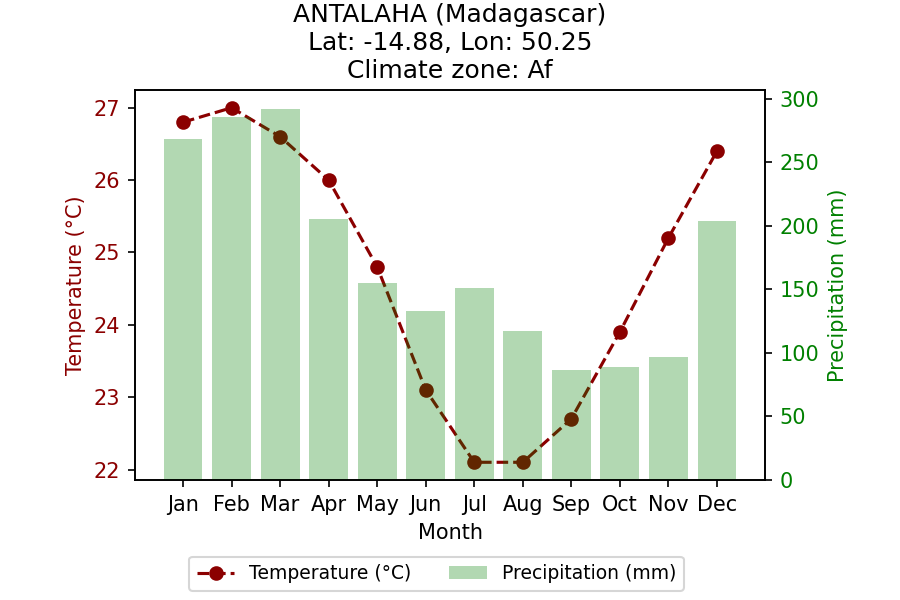 ANTALAHA (Madagascar)
Lat: -14.88, Lon: 50.25
Climate zone: Af
27
26
25
24
23
22
Temperature (°C)
300
250
200
150
100
50
0
Precipitation (mm)
Jan Feb Mar Apr May Jun Jul Aug Sep Oct Nov Dec
Month
Temperature (°C) Precipitation (mm)